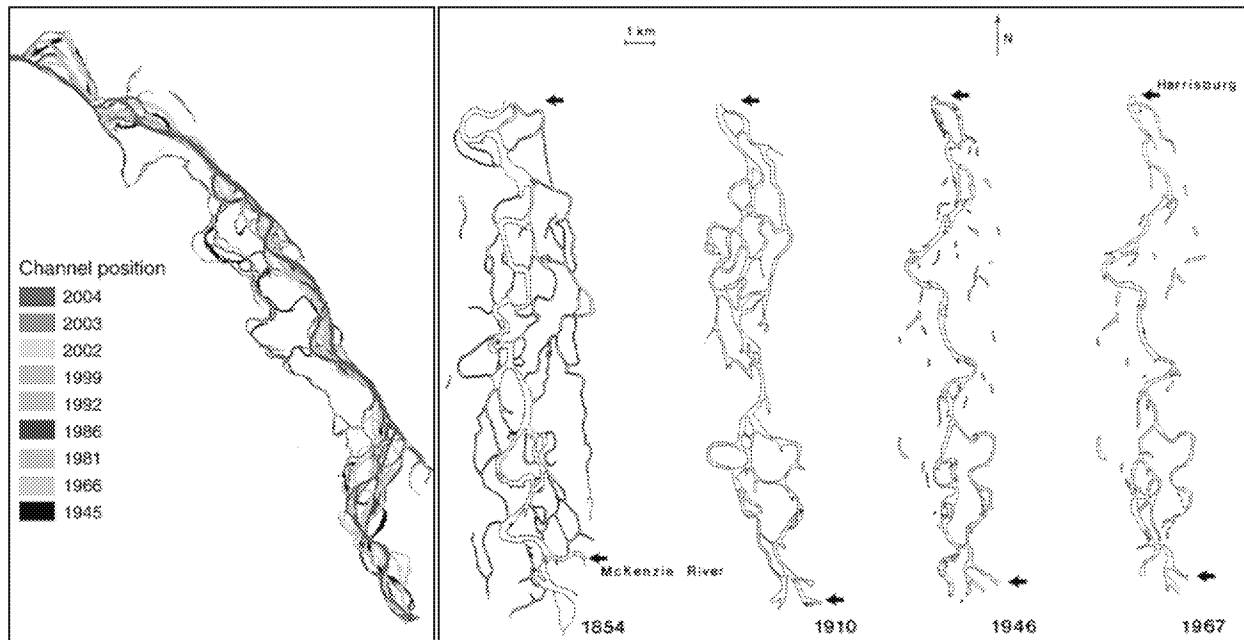 Channel position
2004
2003
2002
1999
1992
1986
1981
1966
1945
1 km
N
Harrisburg
McKenzie River
1854
1910
1946
1967